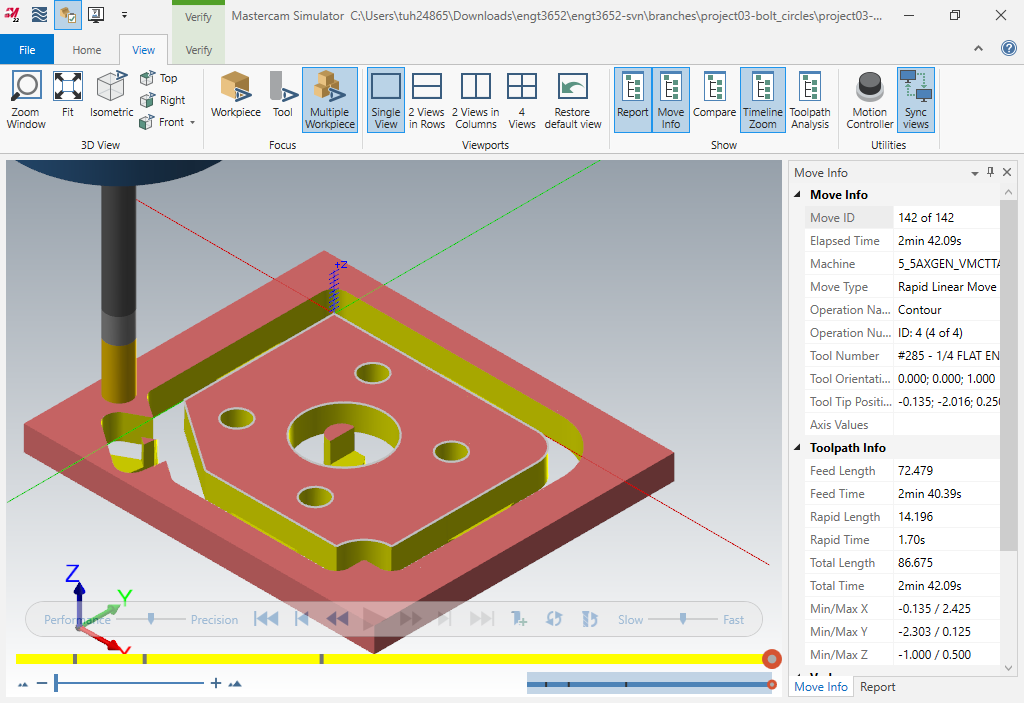 Verify
Mastercam Simulator C:\Users\tuh24865\Downloads\engt3652\engt3652-svn\branches\project03-bolt_circles\project03-...
File
Home
View
Verify
Zoom Window
Fit
Isometric
Top
Right
Front
3D View
Workpiece
Tool
Multiple Workpiece
Focus
Single View
2 Views in Rows
2 Views in Columns
4 Views
Restore default view
Viewports
Report
Move Info
Compare
Timeline Zoom
Toolpath Analysis
Show
Motion Controller
Sync views
Utilities
+Z
Z
Y
Performance
Precision
Slow
Fast
Move Info
Move Info
Move ID 142 of 142
Elapsed Time 2min 42.09s
Machine 5_5AXGEN_VMCTTA
Move Type Rapid Linear Move
Operation Na... Contour
Operation Nu... ID: 4 (4 of 4)
Tool Number #285 - 1/4 FLAT EN
Tool Orientati... 0.000; 0.000; 1.000
Tool Tip Positi... -0.135; -2.016; 0.250
Axis Values
Toolpath Info
Feed Length 72.479
Feed Time 2min 40.39s
Rapid Length 14.196
Rapid Time 1.70s
Total Length 86.675
Total Time 2min 42.09s
Min/Max X -0.135 / 2.425
Min/Max Y -2.303 / 0.125
Min/Max Z -1.000 / 0.500
Move Info
Report